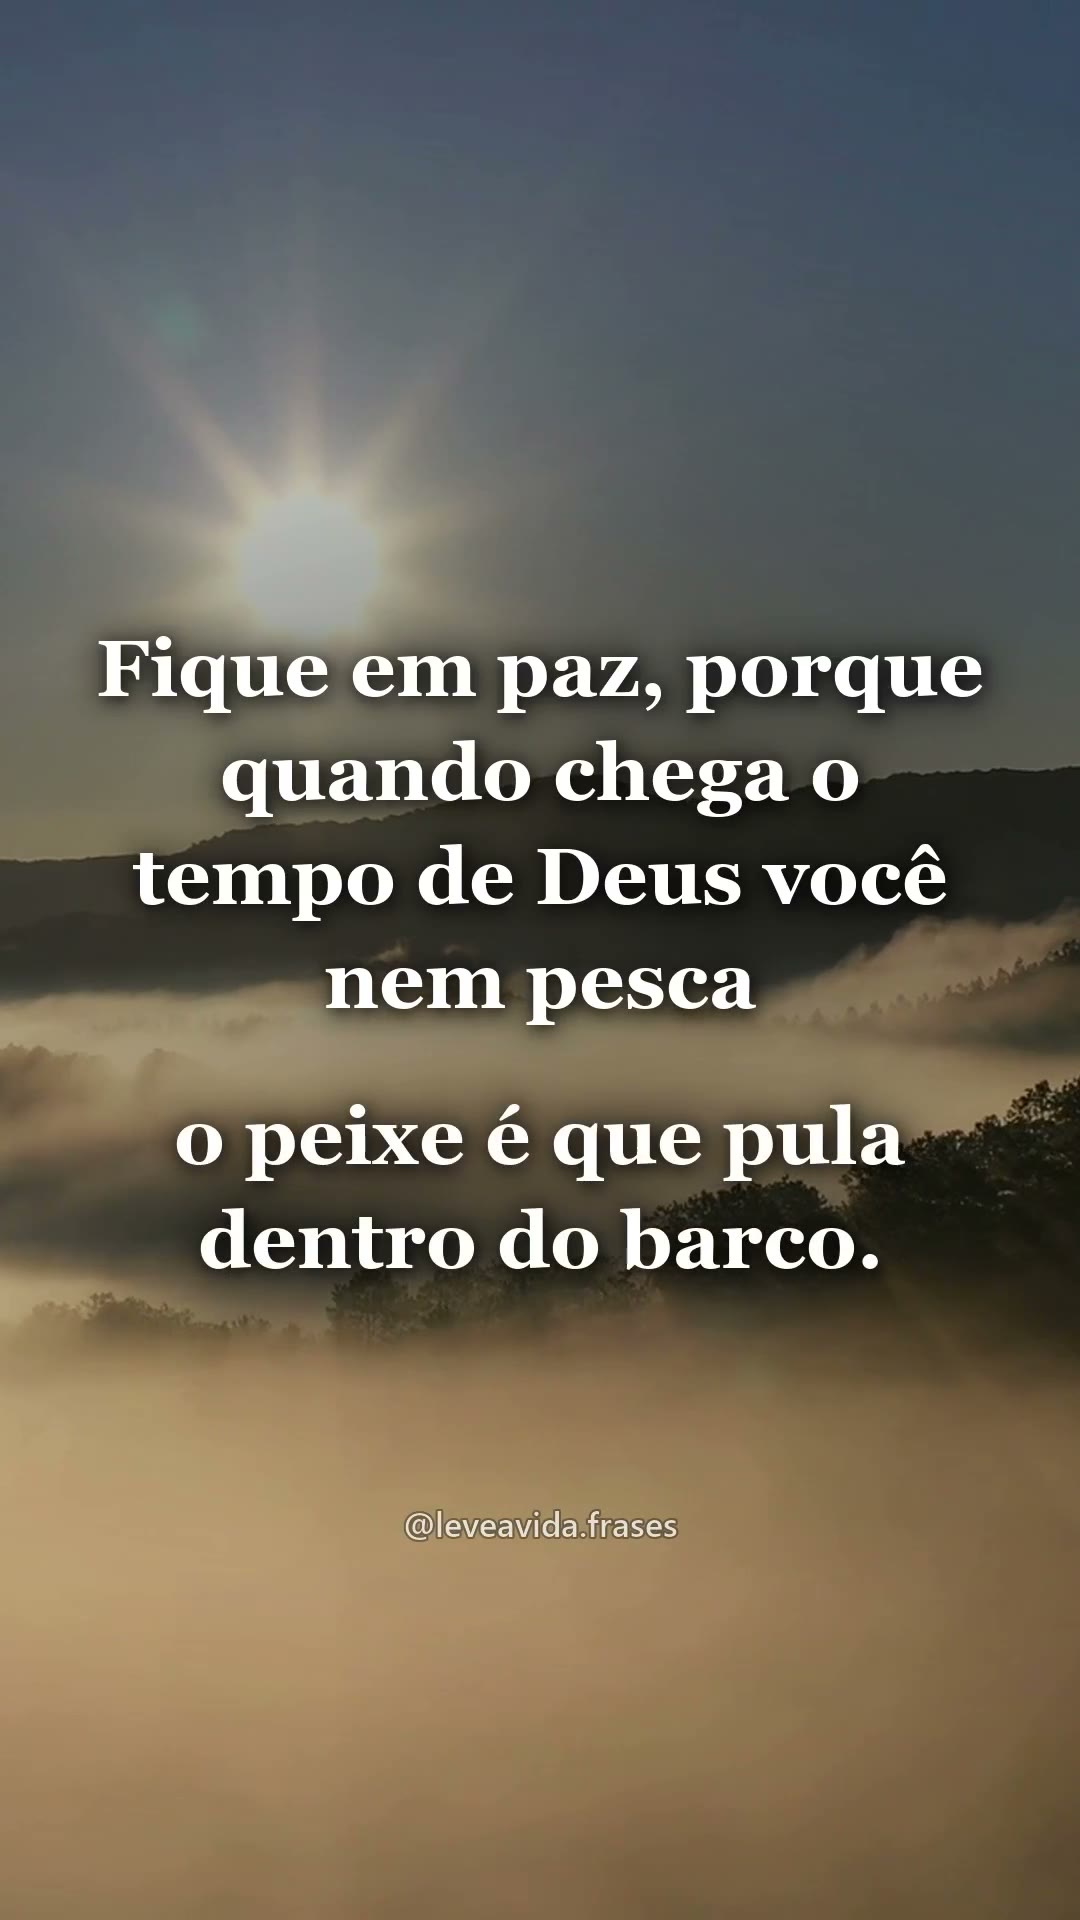 Fique em paz, porque
quando chega o
tempo de Deus você
nem pesca
o peixe é que pula
dentro do barco.
@leveavida.frases